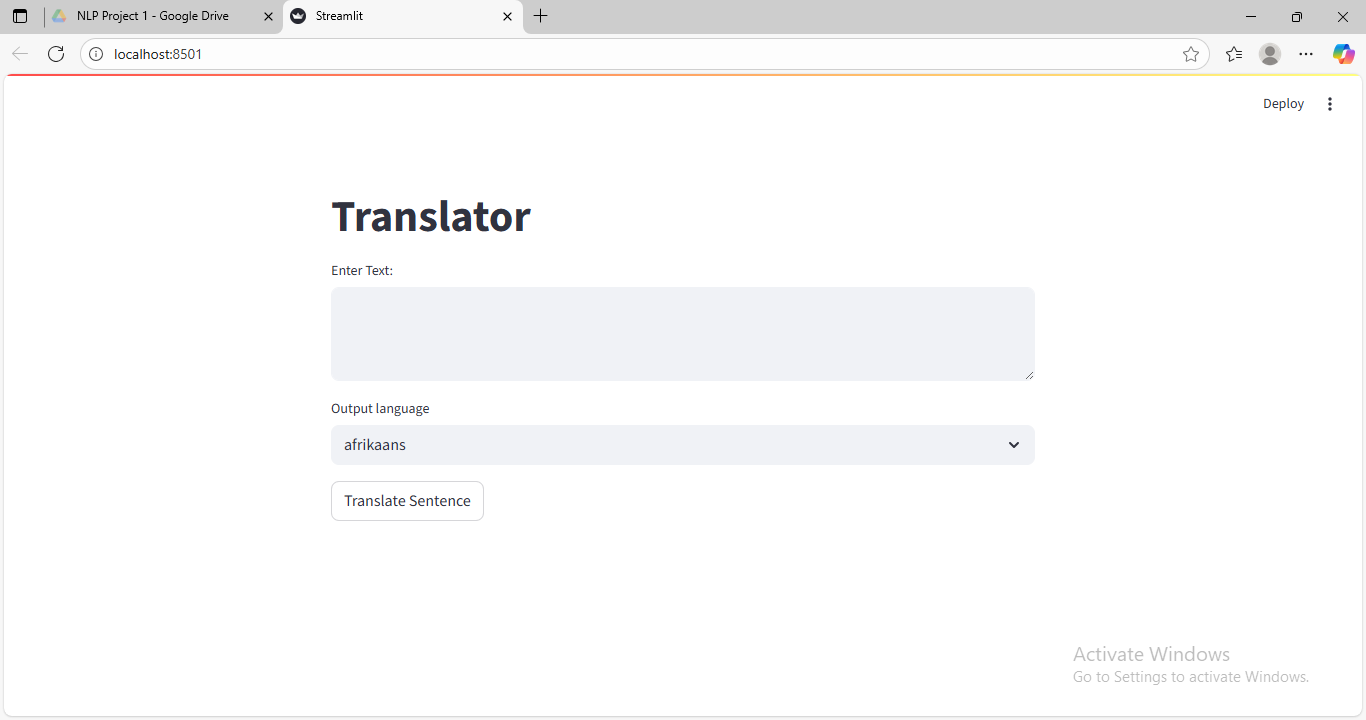 NLP Project 1 - Google Drive
Streamlit
localhost:8501
Deploy
Translator
Enter Text:
Output language
afrikaans
Translate Sentence
Activate Windows
Go to Settings to activate Windows.